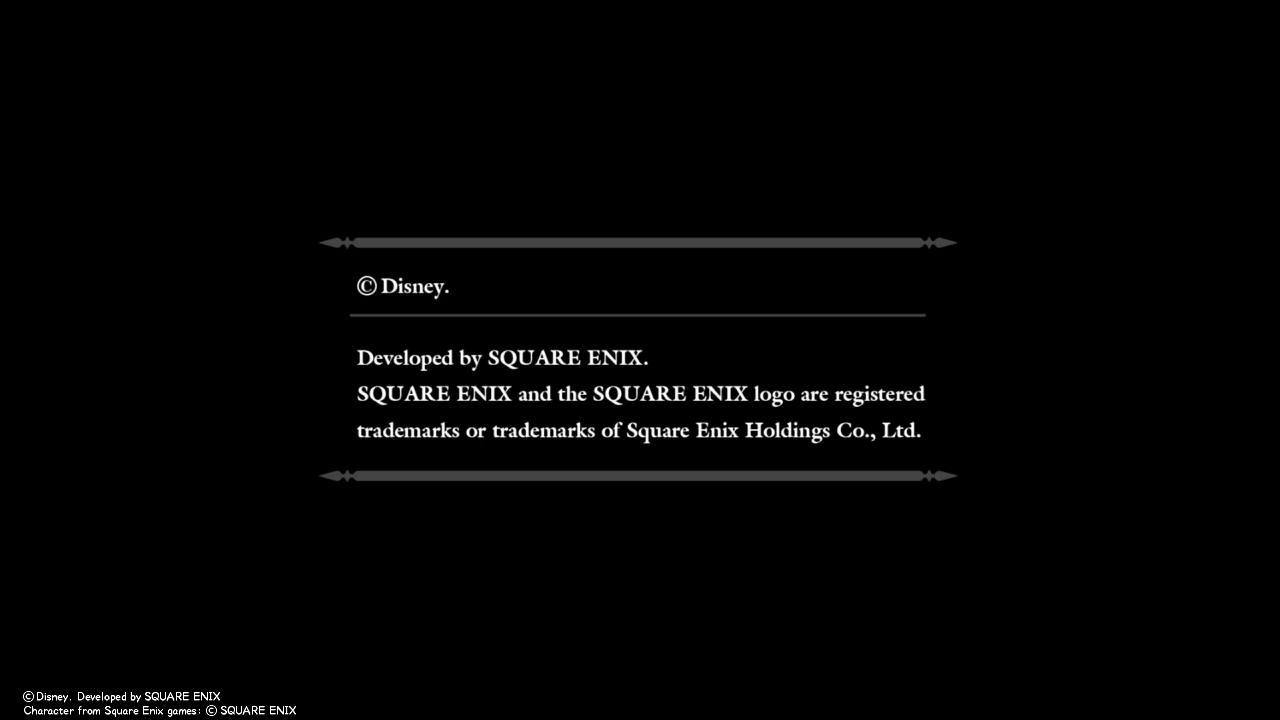 © Disney.
Developed by SQUARE ENIX.
SQUARE ENIX and the SQUARE ENIX logo are registered
trademarks or trademarks of Square Enix Holdings Co., Ltd.
© Disney. Developed by SQUARE ENIX
Character from Square Enix games: © SQUARE ENIX